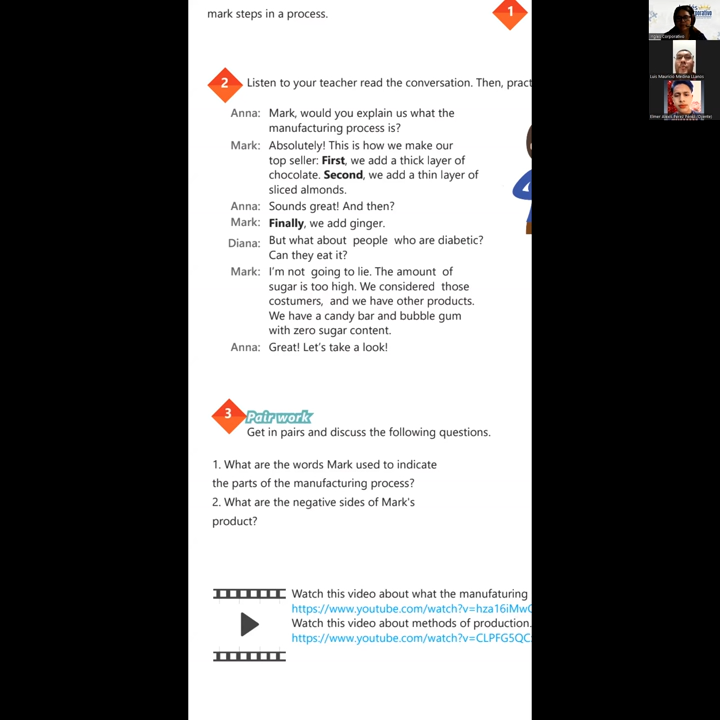 mark steps in a process.
1
2 Listen to your teacher read the conversation. Then, pract
Anna: Mark, would you explain us what the
manufacturing process is?
Mark: Absolutely! This is how we make our
top seller: First, we add a thick layer of
chocolate. Second, we add a thin layer of
sliced almonds.
Anna: Sounds great! And then?
Mark: Finally, we add ginger.
Diana: But what about people who are diabetic?
Can they eat it?
Mark: I'm not going to lie. The amount of
sugar is too high. We considered those
costumers, and we have other products.
We have a candy bar and bubble gum
with zero sugar content.
Anna: Great! Let's take a look!
3 Pair work
Get in pairs and discuss the following questions.
1. What are the words Mark used to indicate
the parts of the manufacturing process?
2. What are the negative sides of Mark's
product?
Watch this video about what the manufaturing
https://www.youtube.com/watch?v=hza16iMw
Watch this video about methods of production.
https://www.youtube.com/watch?v=CLPFG5QC